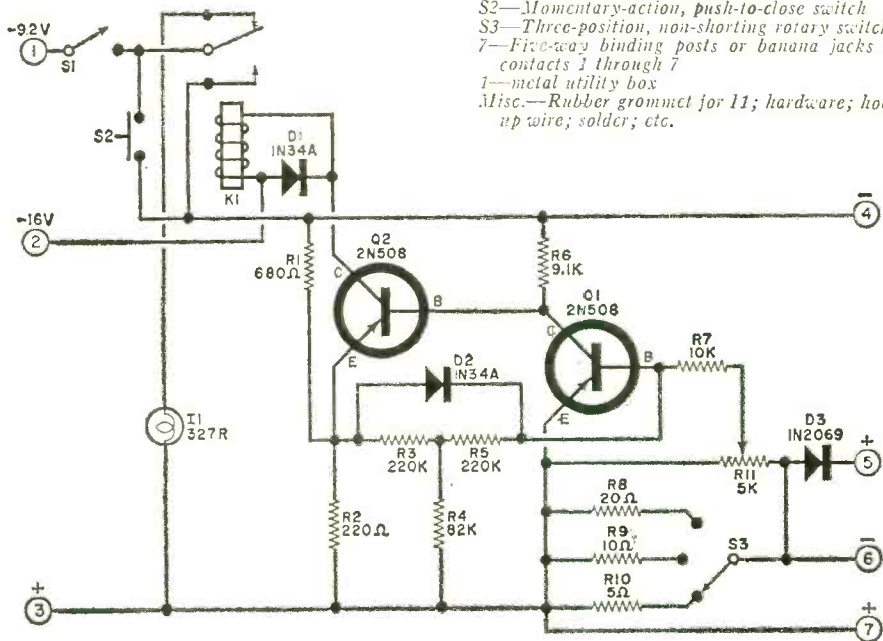 S2—Momentary-action, push-to-close switch
S3—Three-position, non-shorting rotary switch
7—Five-way binding posts or banana jacks
contacts 1 through 7
1—metal utility box
Misc.—Rubber grommet for I1; hardware;
up wire; solder; etc.
-9.2V
1
S1
S2
D1
1N34A
K1
-16V
2
R1
680Ω
Q2
2N508
C
B
E
R6
9.1K
Q1
2N508
C
B
E
R7
10K
−
4
D2
1N34A
I1
327R
R3
220K
R5
220K
R11
5K
D3
1N2069
+
5
R2
220Ω
R4
82K
R8
20Ω
R9
10Ω
R10
5Ω
S3
−
6
+
3
+
7